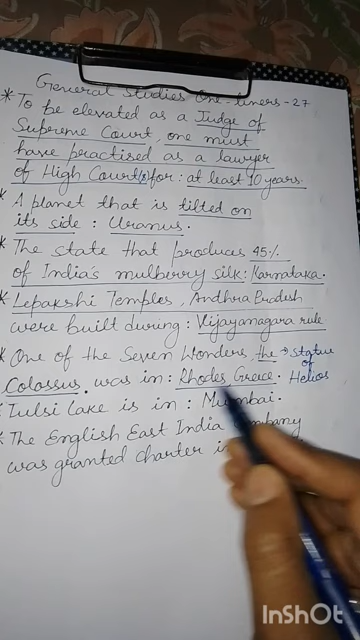 General Studies One-liners-27
* To be elevated as a Judge of
Supreme Court, one must
have practised as a lawyer
of High Court(s) for: at least 10 years.
* A planet that is tilted on
its side : Uranus.
* The state that produces 45%
of India's mulberry silk: Karnataka.
* Lepakshi Temples, Andhra Pradesh
were built during: Vijayanagara rule
* One of the Seven Wonders, the → statue
of
Colossus. was in: Rhodes Greice. Helios
* Tulsi Lake is in : Mumbai.
* The English East India Company
was granted charter in
InShOt